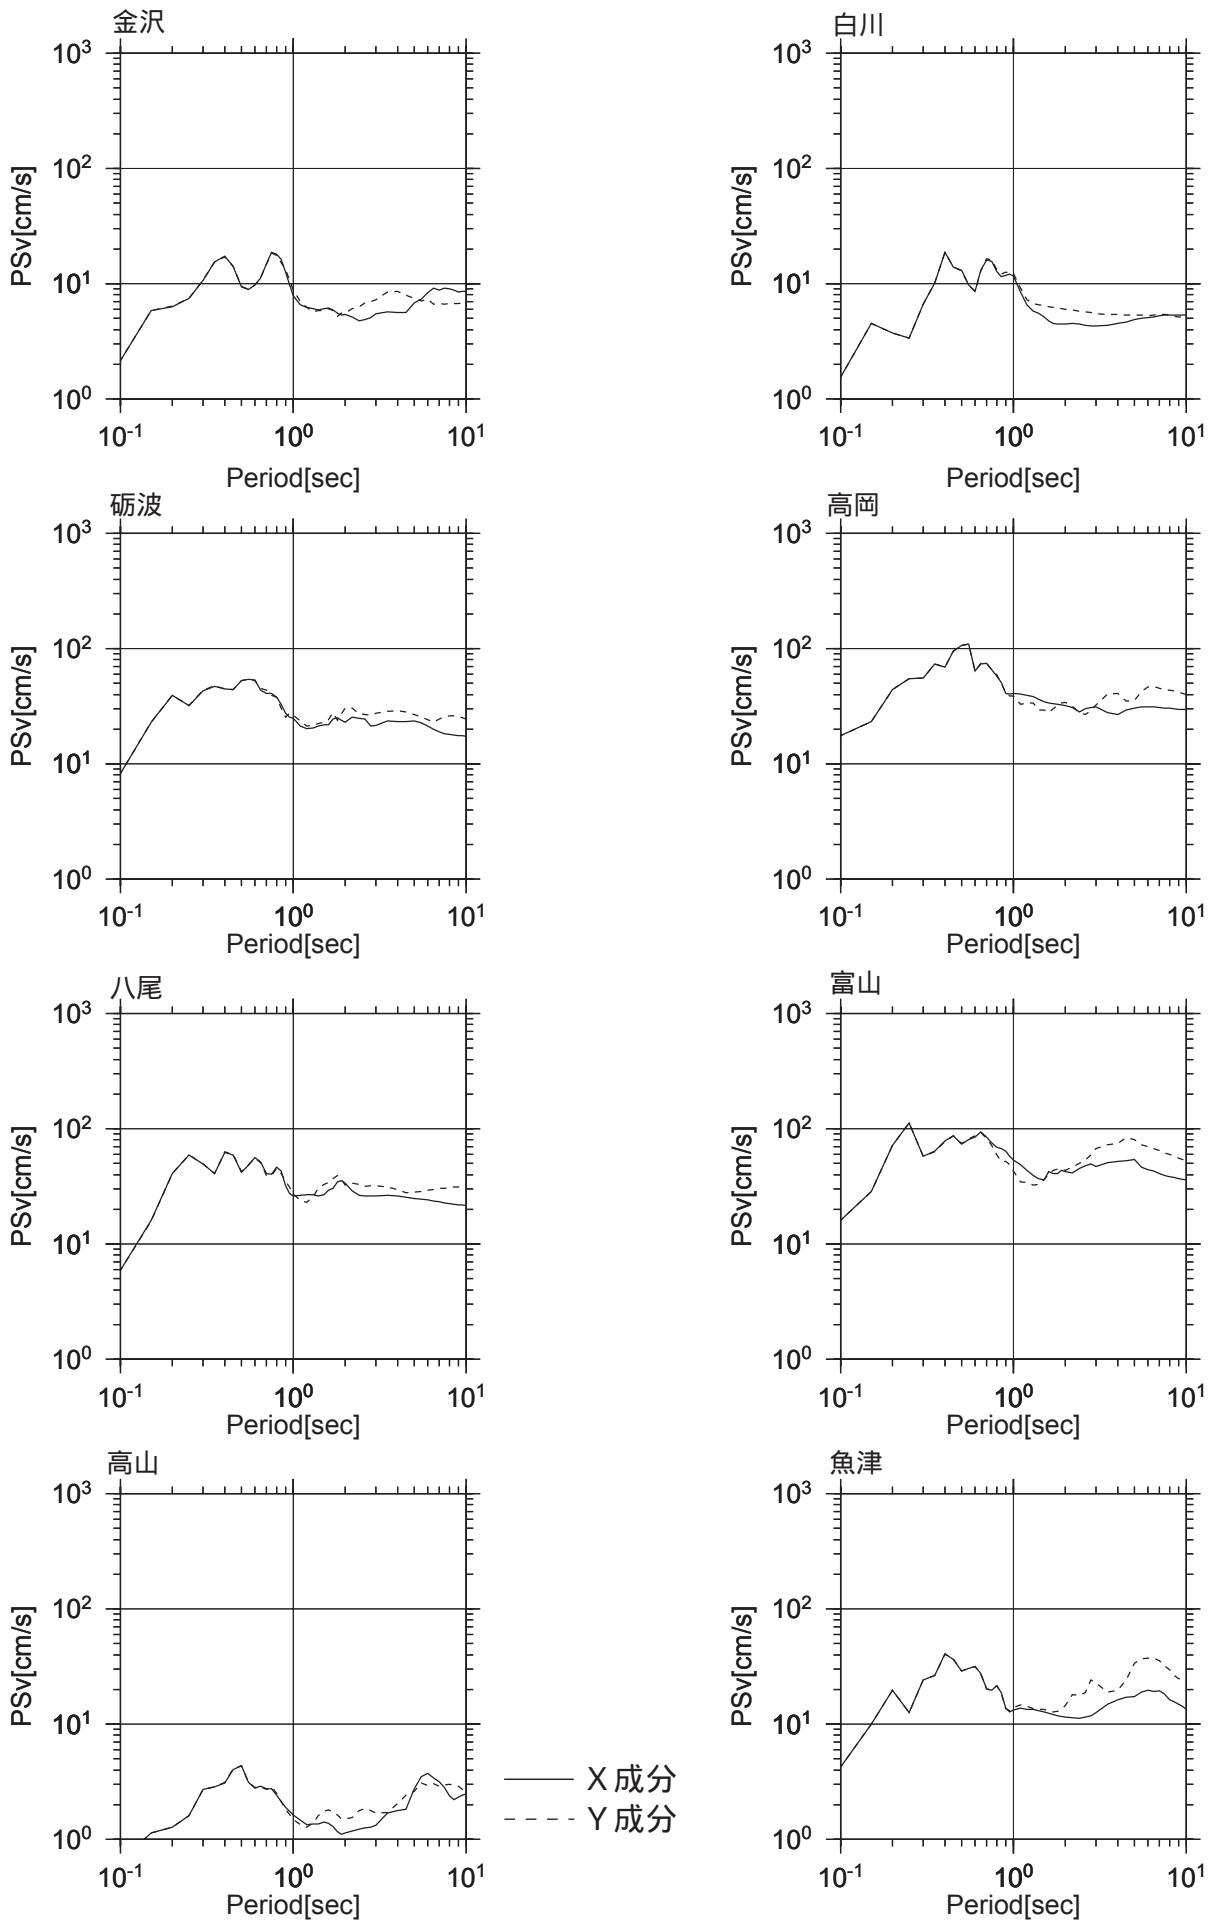 金沢
10³
10²
10¹
10⁰
PSv[cm/s]
10⁻¹ 10⁰ 10¹
Period[sec]
白川
10³
10²
10¹
10⁰
PSv[cm/s]
10⁻¹ 10⁰ 10¹
Period[sec]
砺波
10³
10²
10¹
10⁰
PSv[cm/s]
10⁻¹ 10⁰ 10¹
Period[sec]
高岡
10³
10²
10¹
10⁰
PSv[cm/s]
10⁻¹ 10⁰ 10¹
Period[sec]
八尾
10³
10²
10¹
10⁰
PSv[cm/s]
10⁻¹ 10⁰ 10¹
Period[sec]
富山
10³
10²
10¹
10⁰
PSv[cm/s]
10⁻¹ 10⁰ 10¹
Period[sec]
高山
10³
10²
10¹
10⁰
PSv[cm/s]
10⁻¹ 10⁰ 10¹
Period[sec]
X成分
Y成分
魚津
10³
10²
10¹
10⁰
PSv[cm/s]
10⁻¹ 10⁰ 10¹
Period[sec]